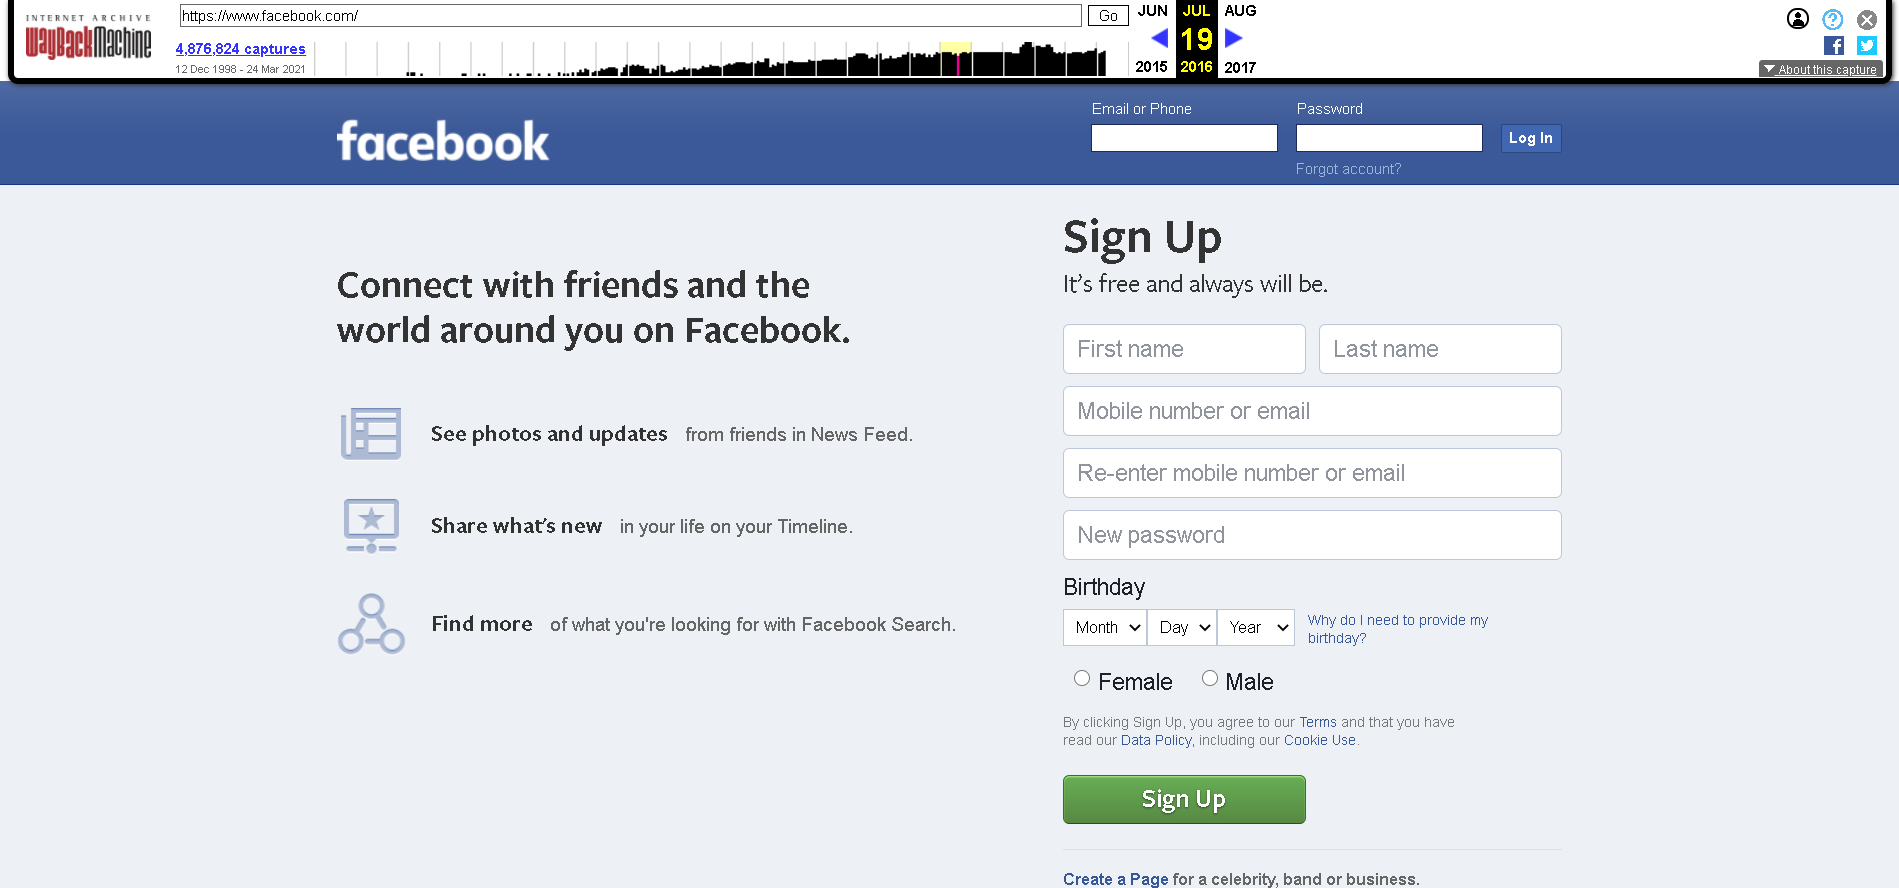 INTERNET ARCHIVE
WayBackMachine
https://www.facebook.com/
Go
JUN
JUL
AUG
4,876,824 captures
19
12 Dec 1998 - 24 Mar 2021
2015
2016
2017
About this capture
facebook
Email or Phone
Password
Log In
Forgot account?
Connect with friends and the
world around you on Facebook.
See photos and updates from friends in News Feed.
Share what's new in your life on your Timeline.
Find more of what you're looking for with Facebook Search.
Sign Up
It's free and always will be.
First name
Last name
Mobile number or email
Re-enter mobile number or email
New password
Birthday
Month
Day
Year
Why do I need to provide my
birthday?
Female
Male
By clicking Sign Up, you agree to our Terms and that you have
read our Data Policy, including our Cookie Use.
Sign Up
Create a Page for a celebrity, band or business.